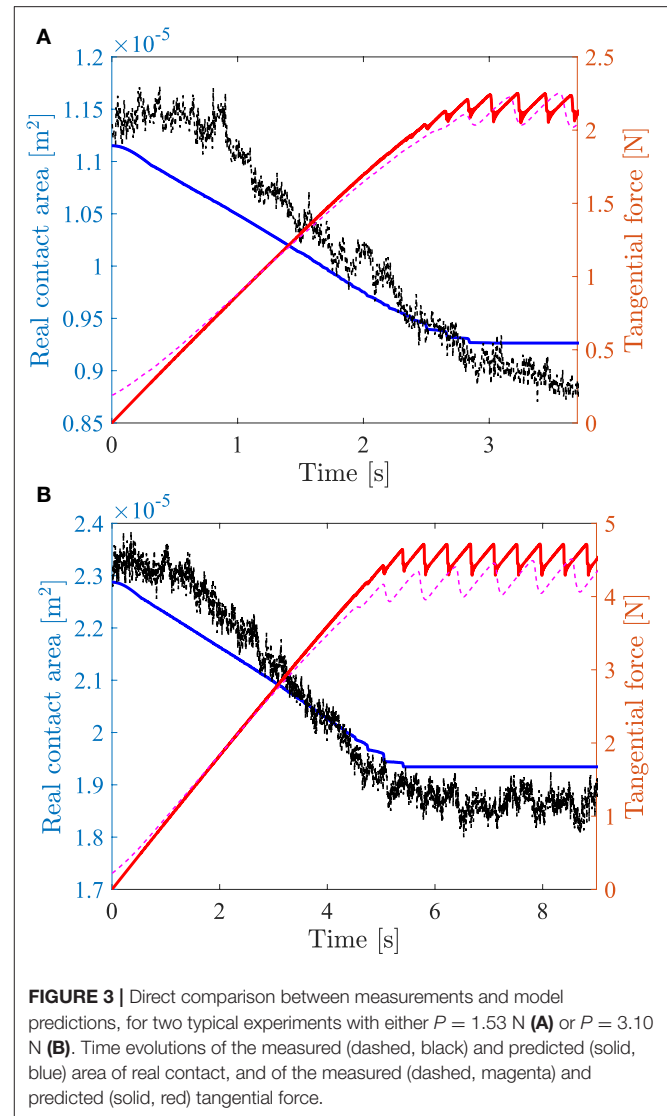 A
×10⁻⁵
1.2
1.15
1.1
1.05
1
0.95
0.9
0.85
Real contact area [m²]
2.5
2
1.5
1
0.5
0
Tangential force [N]
0 1 2 3
Time [s]
B
×10⁻⁵
2.4
2.3
2.2
2.1
2
1.9
1.8
1.7
Real contact area [m²]
5
4
3
2
1
0
Tangential force [N]
0 2 4 6 8
Time [s]
FIGURE 3 | Direct comparison between measurements and model
predictions, for two typical experiments with either P = 1.53 N (A) or P = 3.10
N (B). Time evolutions of the measured (dashed, black) and predicted (solid,
blue) area of real contact, and of the measured (dashed, magenta) and
predicted (solid, red) tangential force.